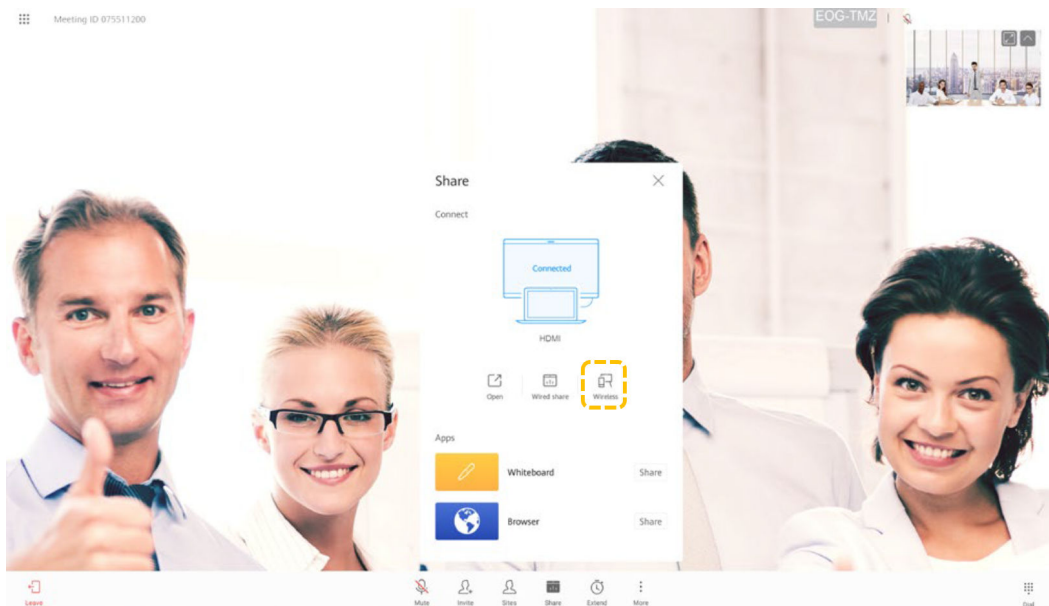 Meeting ID 075511200
EOG-TMZ
Share
Connect
Connected
HDMI
Open
Wired share
Wireless
Apps
Whiteboard
Share
Browser
Share
Leave
Mute
Invite
Sites
Share
Extend
More